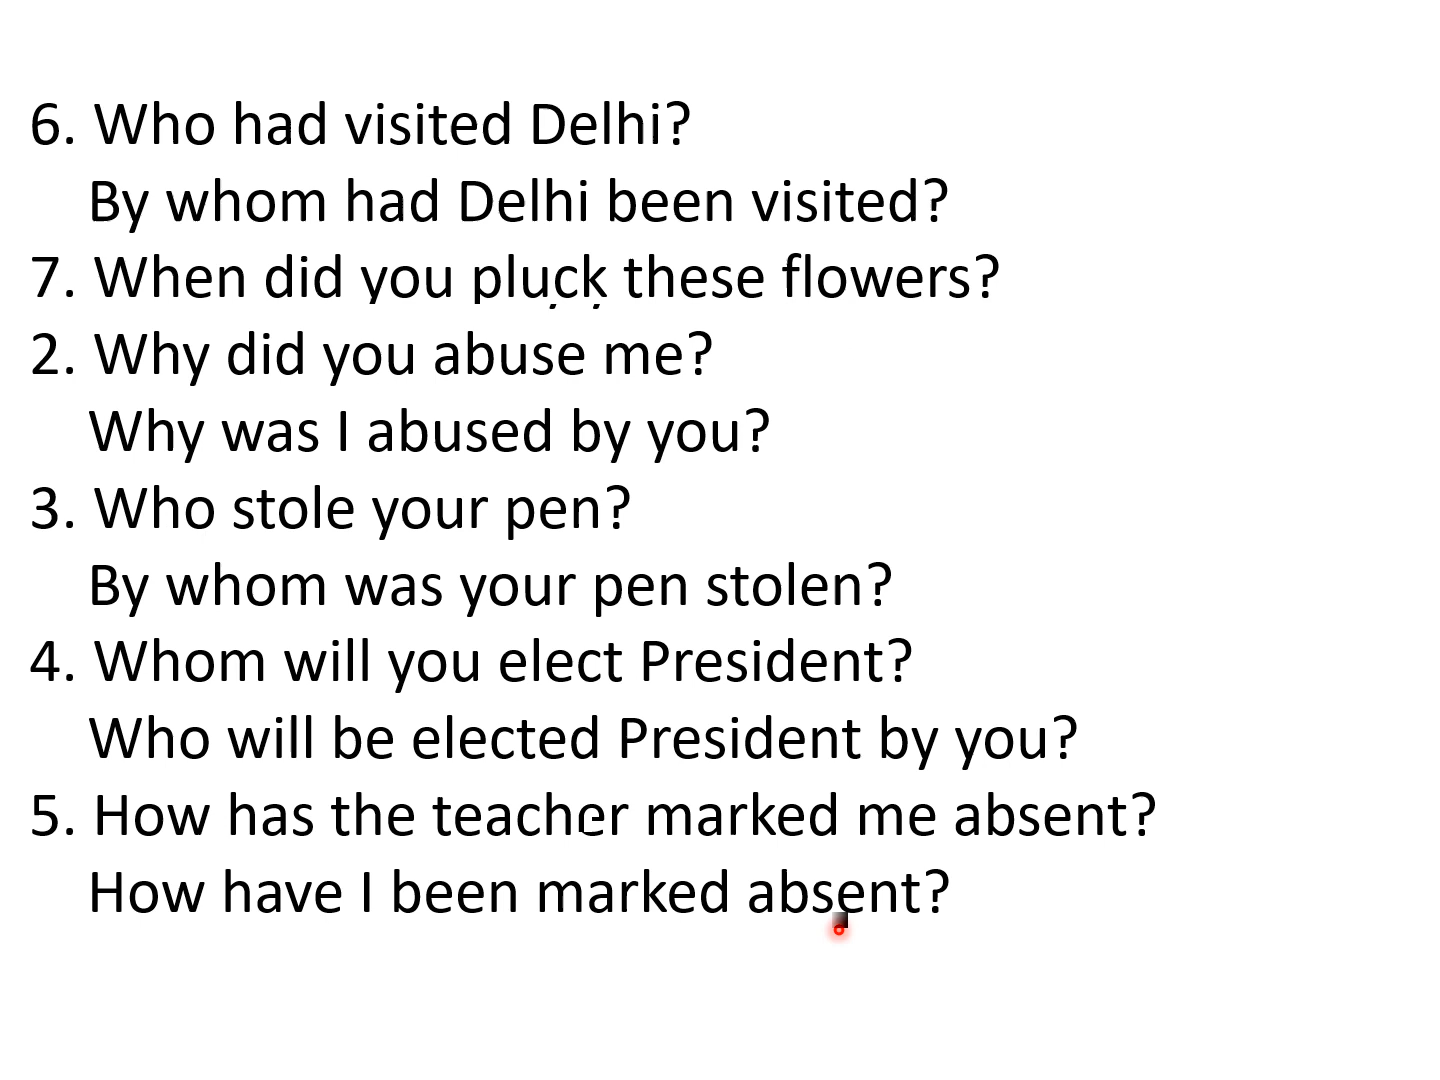 6. Who had visited Delhi?
By whom had Delhi been visited?
7. When did you pluck these flowers?
2. Why did you abuse me?
Why was I abused by you?
3. Who stole your pen?
By whom was your pen stolen?
4. Whom will you elect President?
Who will be elected President by you?
5. How has the teacher marked me absent?
How have I been marked absent?